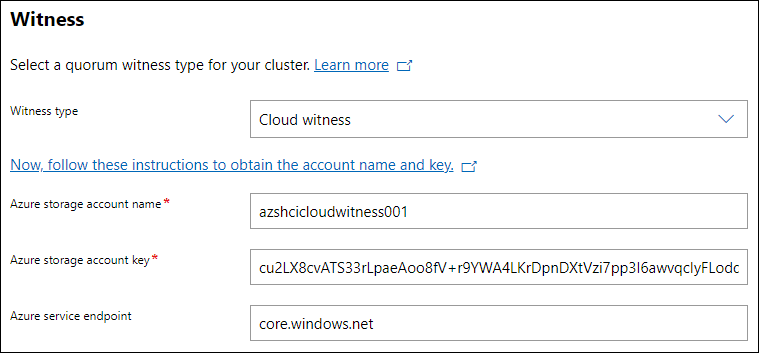 Witness
Select a quorum witness type for your cluster. Learn more
Witness type
Cloud witness
Now, follow these instructions to obtain the account name and key.
Azure storage account name*
azshcicloudwitness001
Azure storage account key*
Azure service endpoint
core.windows.net